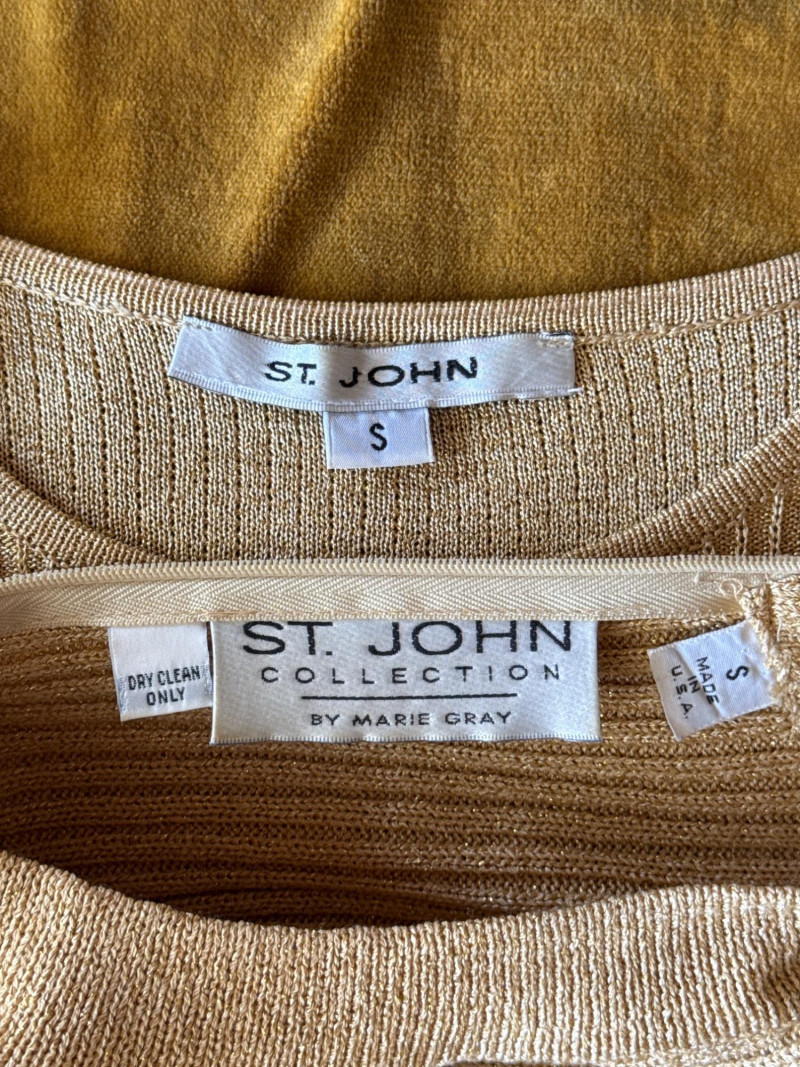 ST. JOHN
S
DRY CLEAN
ONLY
ST. JOHN
COLLECTION
BY MARIE GRAY
S
MADE
IN
U.S.A.